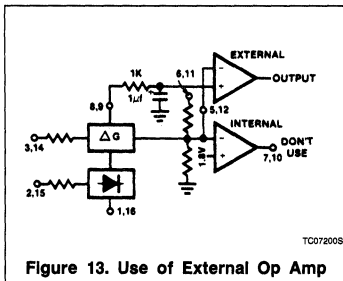 EXTERNAL
1K
6,11
OUTPUT
1µf
8,9
5,12
INTERNAL
3,14
ΔG
1.8V
DON'T
USE
7,10
2,15
1,16
TC07200S
Figure 13. Use of External Op Amp